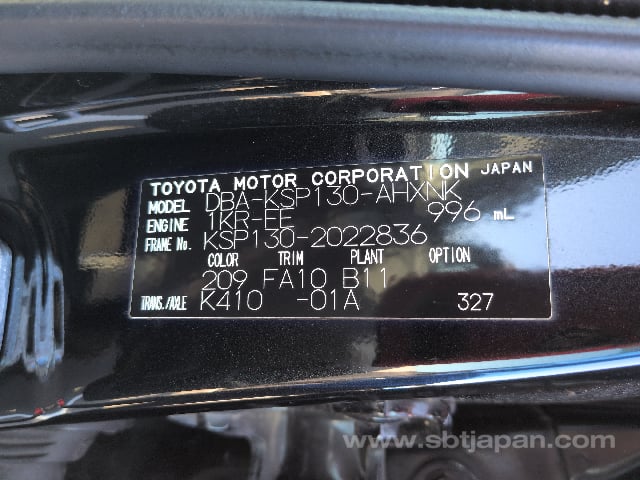 TOYOTA MOTOR CORPORATION JAPAN
MODEL DBA-KSP130-AHXNK
ENGINE 1KR-FE 996 mL
FRAME No. KSP130-2022836
COLOR TRIM PLANT OPTION
209 FA10 B11
TRANS./AXLE K410 -01A 327
www.sbtjapan.com